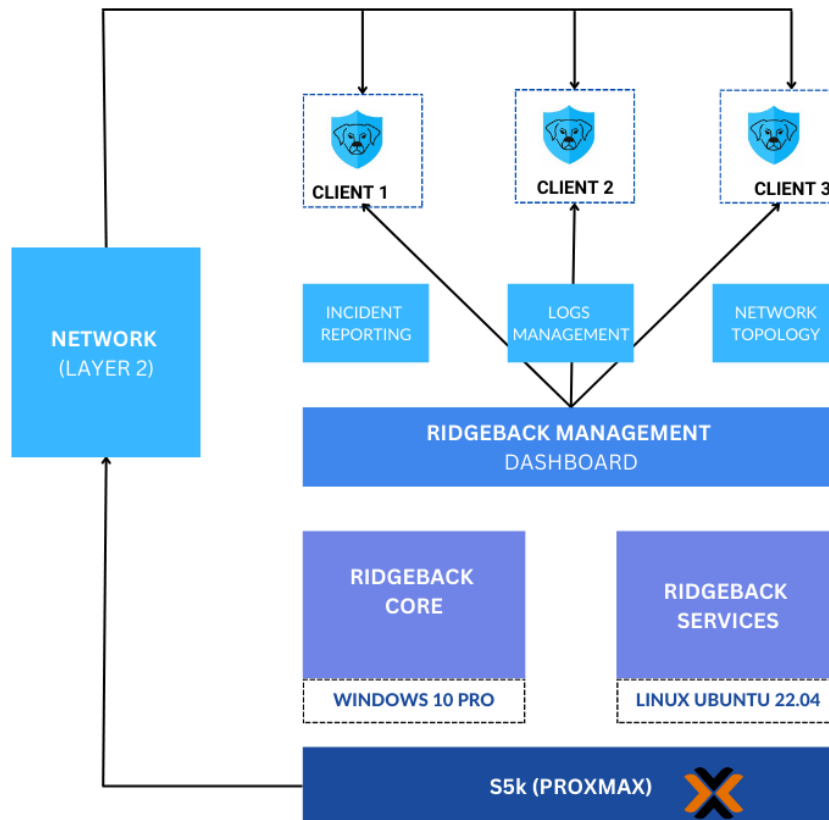 CLIENT 1
CLIENT 2
CLIENT 3
NETWORK
(LAYER 2)
INCIDENT
REPORTING
LOGS
MANAGEMENT
NETWORK
TOPOLOGY
RIDGEBACK MANAGEMENT
DASHBOARD
RIDGEBACK
CORE
RIDGEBACK
SERVICES
WINDOWS 10 PRO
LINUX UBUNTU 22.04
S5k (PROXMAX)